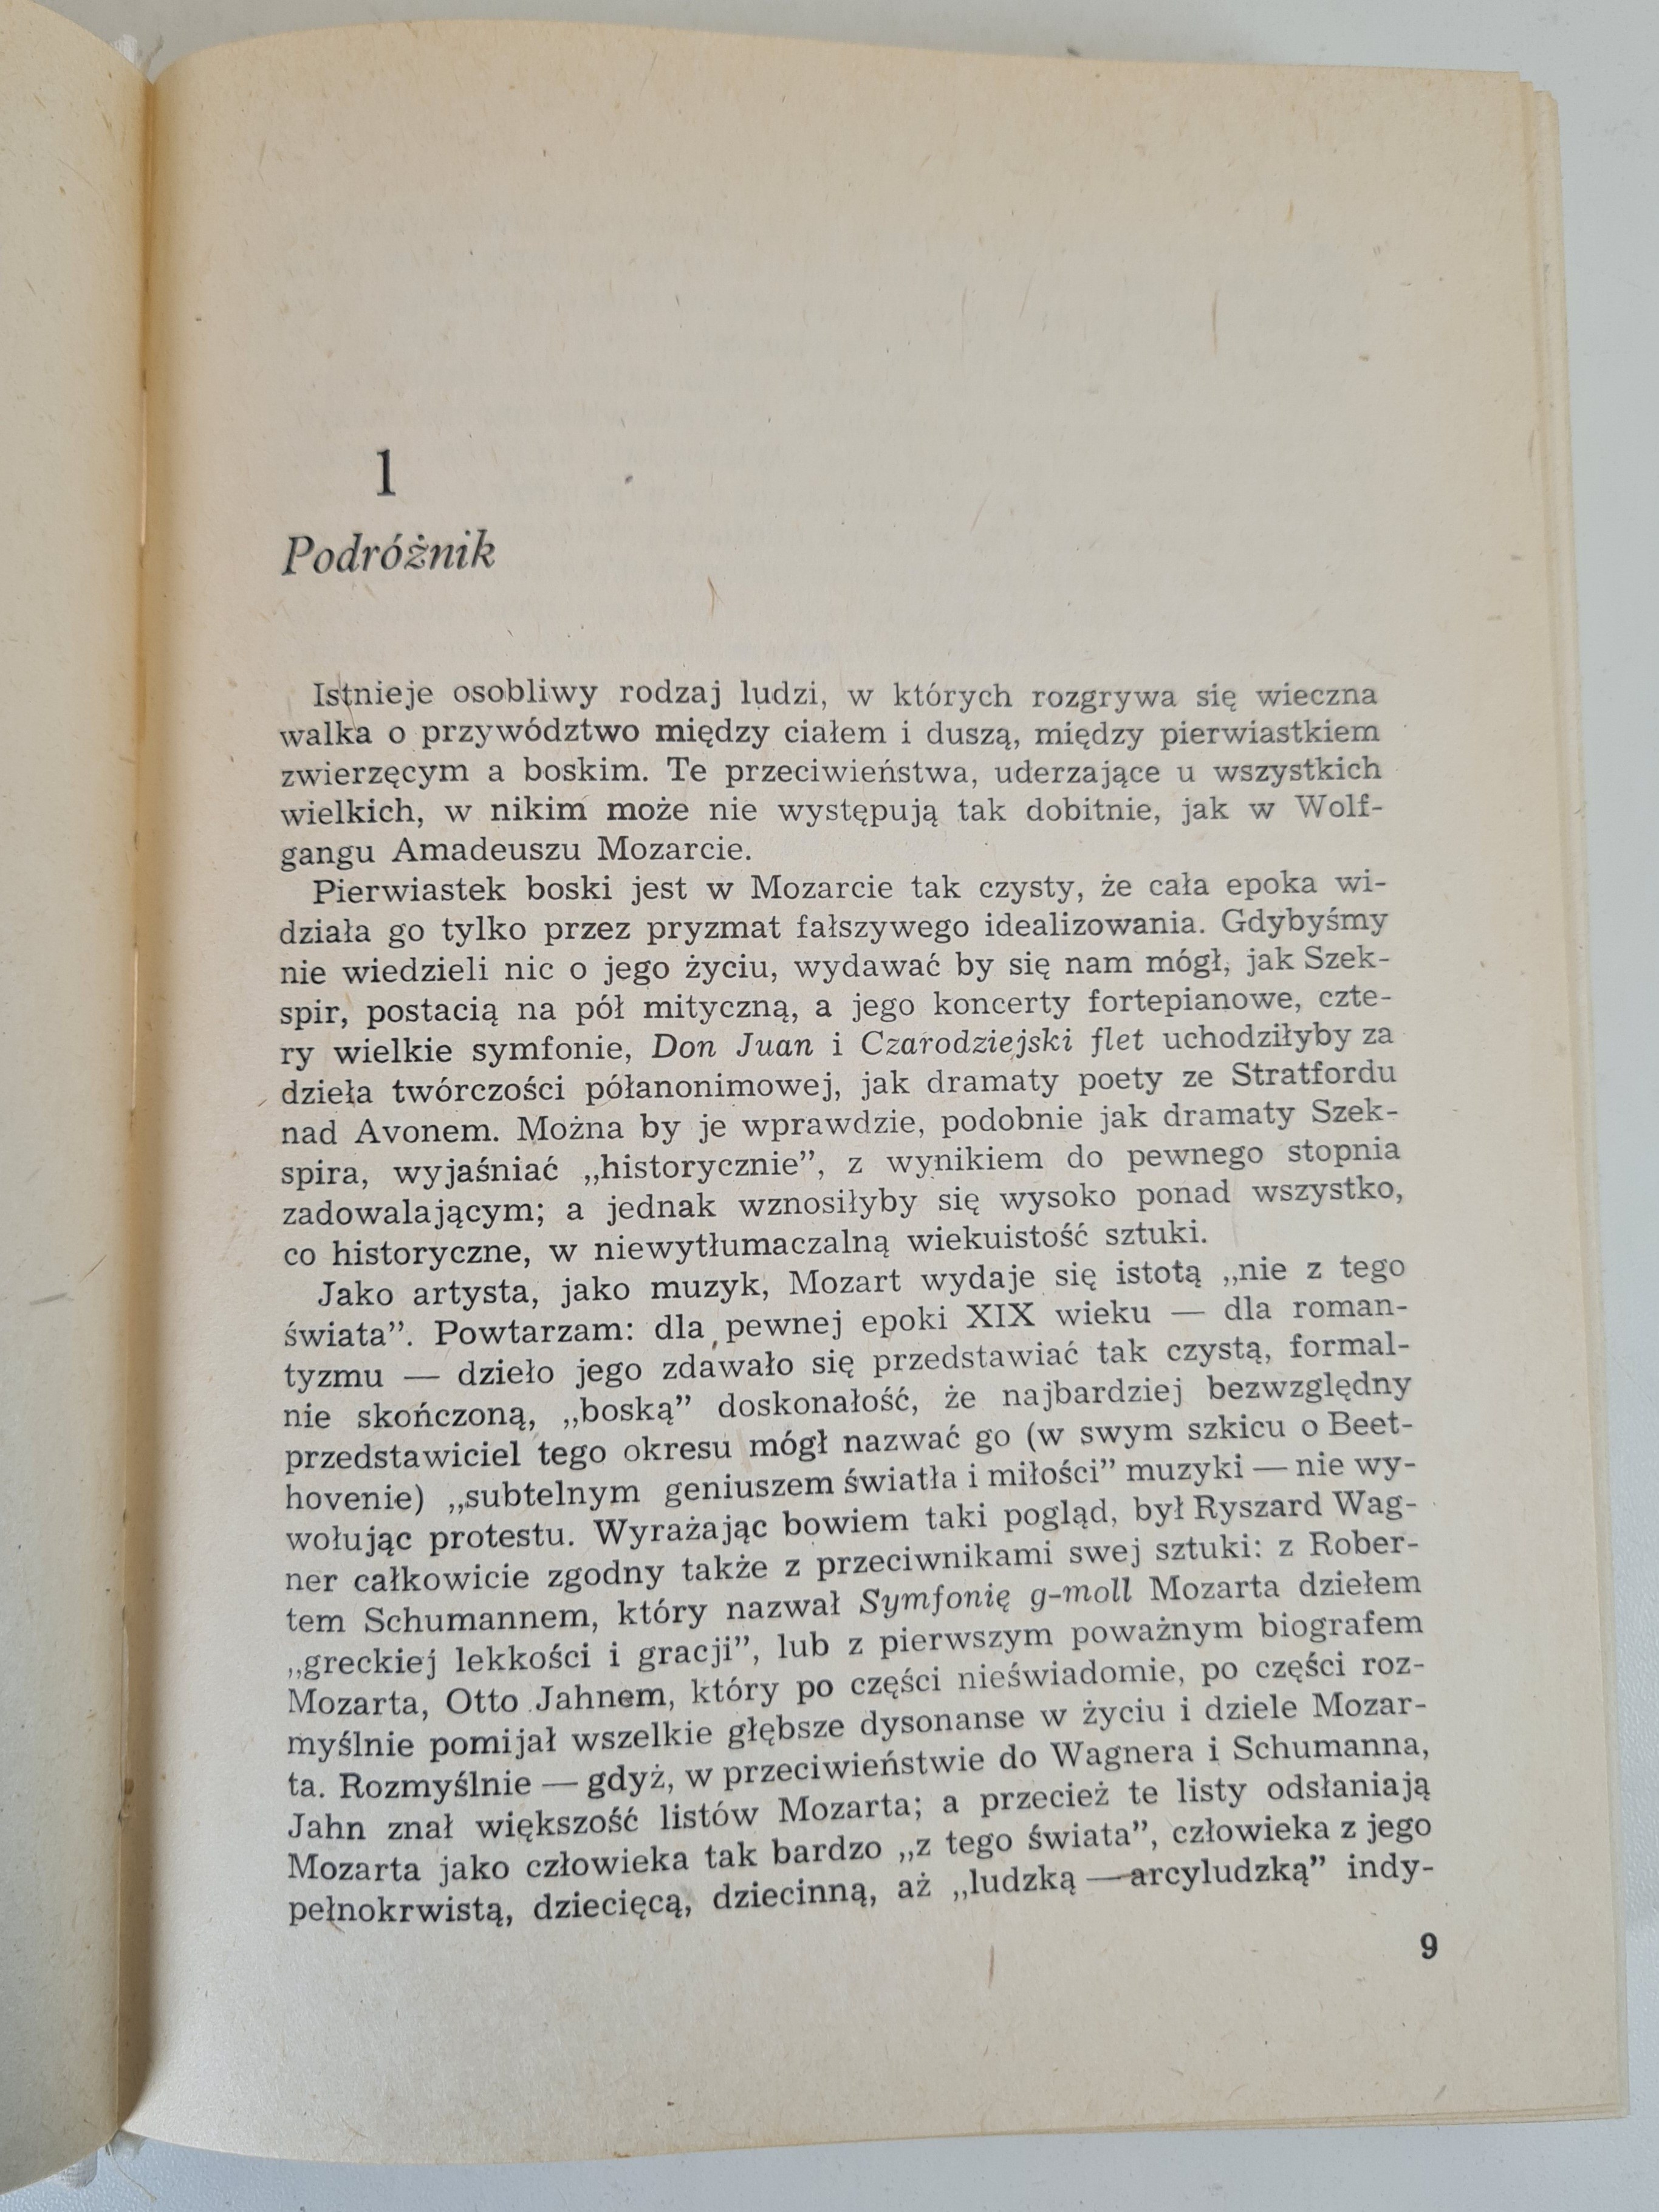 1
Podróżnik
Istnieje osobliwy rodzaj ludzi, w których rozgrywa się wieczna
walka o przywództwo między ciałem i duszą, między pierwiastkiem
zwierzęcym a boskim. Te przeciwieństwa, uderzające u wszystkich
wielkich, w nikim może nie występują tak dobitnie, jak w Wolf-
gangu Amadeuszu Mozarcie.
Pierwiastek boski jest w Mozarcie tak czysty, że cała epoka wi-
działa go tylko przez pryzmat fałszywego idealizowania. Gdybyśmy
nie wiedzieli nic o jego życiu, wydawać by się nam mógł, jak Szek-
spir, postacią na pół mityczną, a jego koncerty fortepianowe, czte-
ry wielkie symfonie, Don Juan i Czarodziejski flet uchodziłyby za
dzieła twórczości półanonimowej, jak dramaty poety ze Stratfordu
nad Avonem. Można by je wprawdzie, podobnie jak dramaty Szek-
spira, wyjaśniać „historycznie”, z wynikiem do pewnego stopnia
zadowalającym; a jednak wznosiłyby się wysoko ponad wszystko,
co historyczne, w niewytłumaczalną wiekuistość sztuki.
Jako artysta, jako muzyk, Mozart wydaje się istotą „nie z tego
świata”. Powtarzam: dla pewnej epoki XIX wieku — dla roman-
tyzmu — dzieło jego zdawało się przedstawiać tak czystą, formal-
nie skończoną, „boską” doskonałość, że najbardziej bezwzględny
przedstawiciel tego okresu mógł nazwać go (w swym szkicu o Beet-
hovenie) „subtelnym geniuszem światła i miłości” muzyki — nie wy-
wołując protestu. Wyrażając bowiem taki pogląd, był Ryszard Wag-
ner całkowicie zgodny także z przeciwnikami swej sztuki: z Rober-
tem Schumannem, który nazwał Symfonię g-moll Mozarta dziełem
„greckiej lekkości i gracji”, lub z pierwszym poważnym biografem
Mozarta, Otto Jahnem, który po części nieświadomie, po części roz-
myślnie pomijał wszelkie głębsze dysonanse w życiu i dziele Mozar-
ta. Rozmyślnie — gdyż, w przeciwieństwie do Wagnera i Schumanna,
Jahn znał większość listów Mozarta; a przecież te listy odsłaniają
Mozarta jako człowieka tak bardzo „z tego świata”, człowieka z jego
pełnokrwistą, dziecięcą, dziecinną, aż „ludzką — arcyludzką” indy-
9